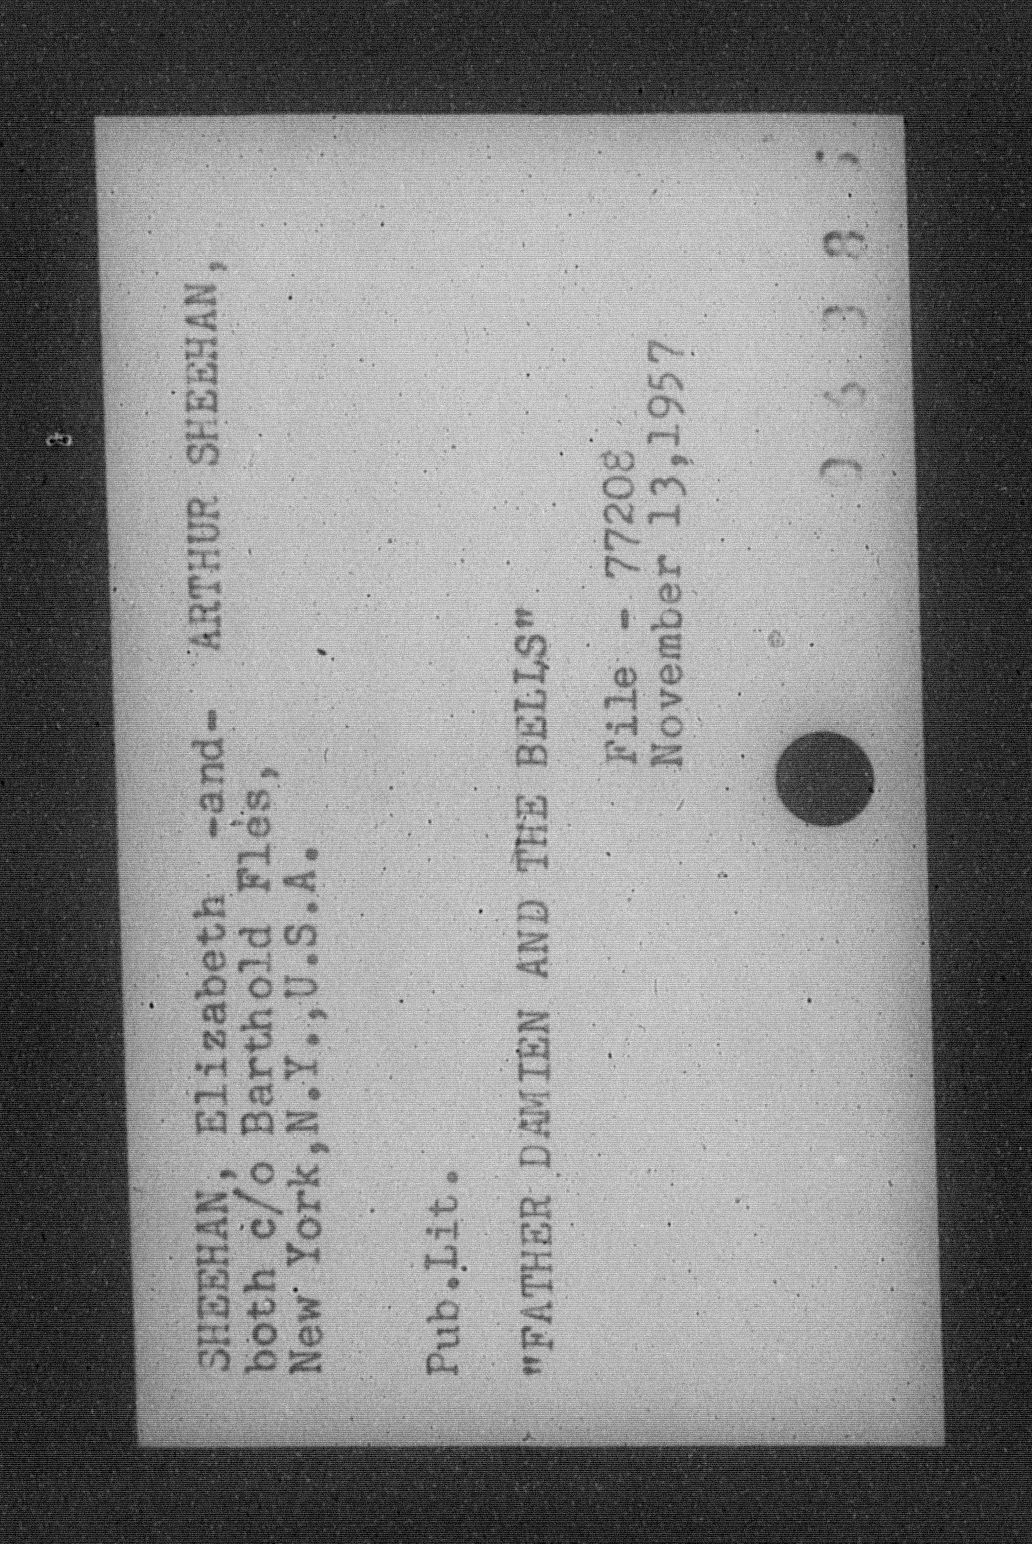 SHEEHAN, Elizabeth -and- ARTHUR SHEEHAN,
both c/o Barthold Fles,
New York,N.Y.,U.S.A.
Pub.Lit.
"FATHER DAMIEN AND THE BELLS"
File - 77208
November 13,1957